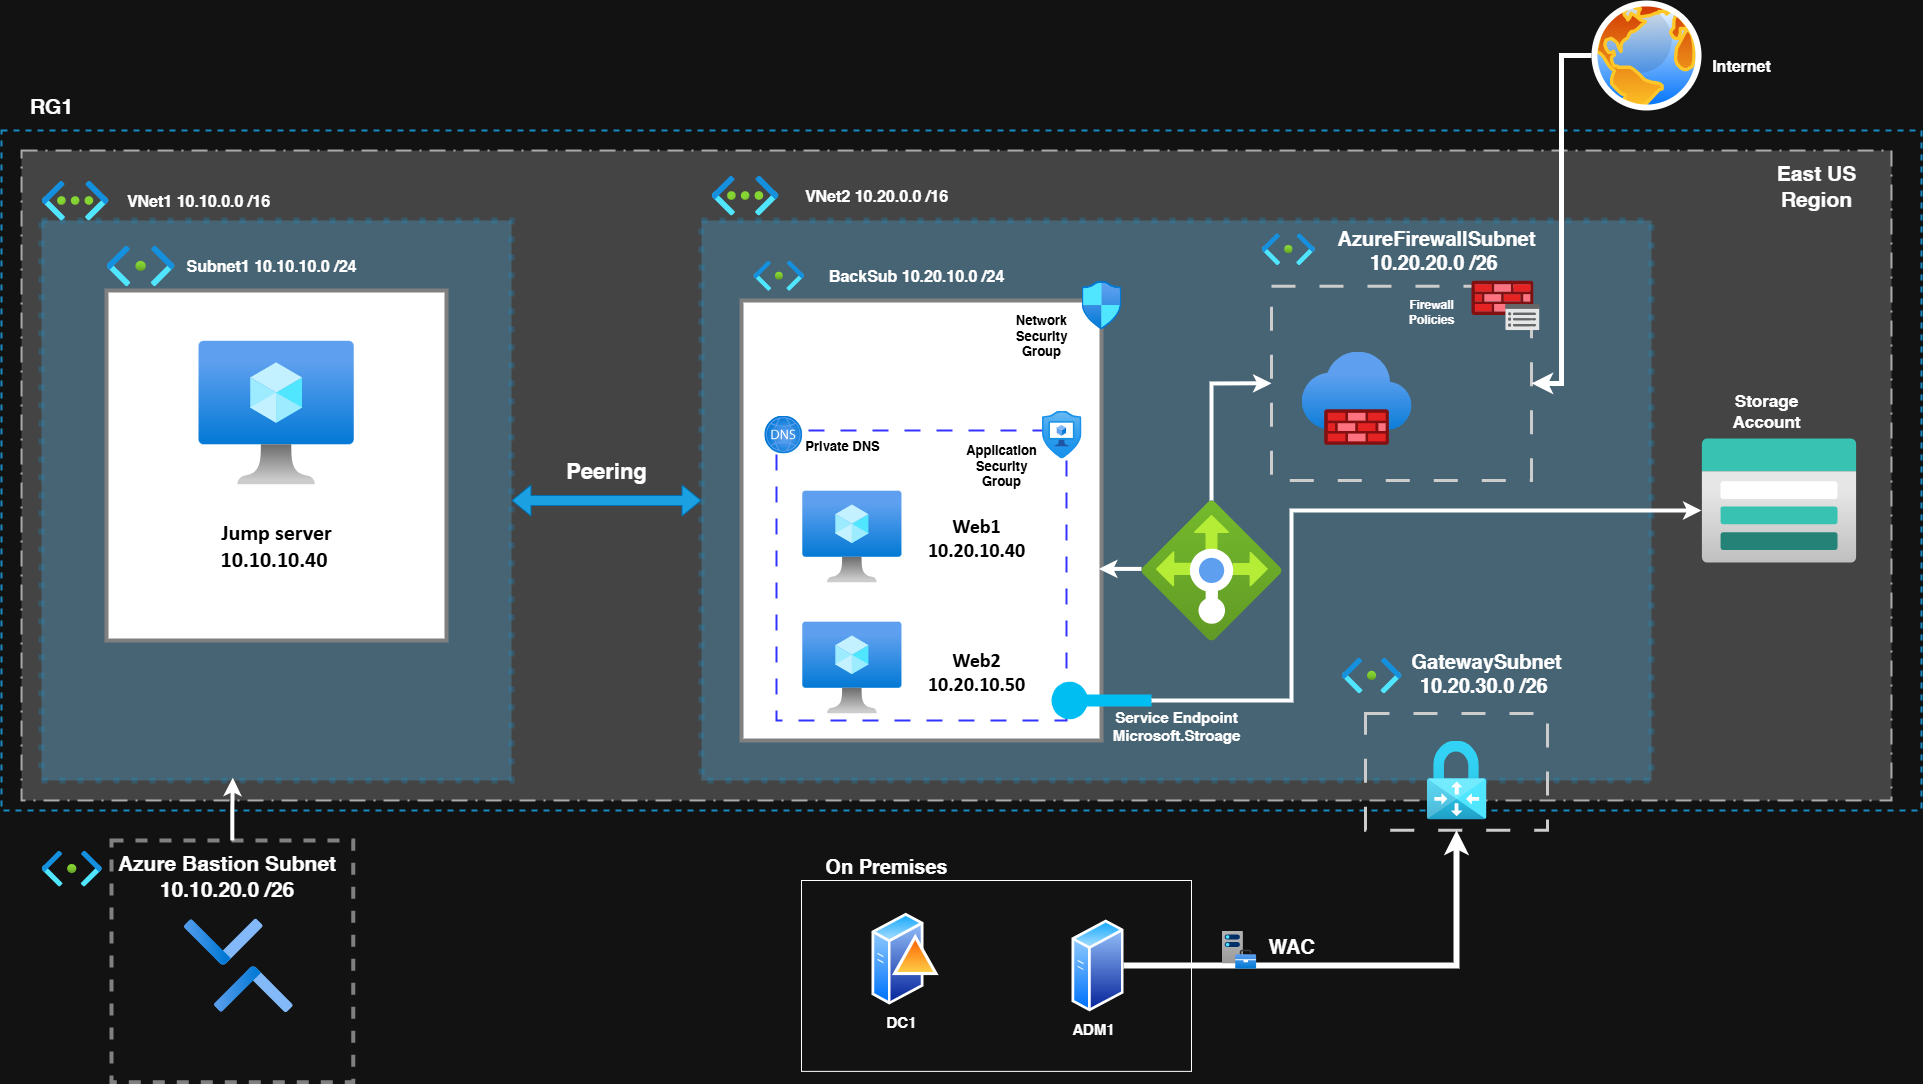 Internet
RG1
East US
Region
VNet1 10.10.0.0 /16
VNet2 10.20.0.0 /16
Subnet1 10.10.10.0 /24
BackSub 10.20.10.0 /24
AzureFirewallSubnet
10.20.20.0 /26
Firewall
Policies
Network
Security
Group
Storage
Account
DNS
Private DNS
Application
Security
Group
Peering
Jump server
10.10.10.40
Web1
10.20.10.40
Web2
10.20.10.50
Service Endpoint
Microsoft.Stroage
GatewaySubnet
10.20.30.0 /26
Azure Bastion Subnet
10.10.20.0 /26
On Premises
WAC
DC1
ADM1